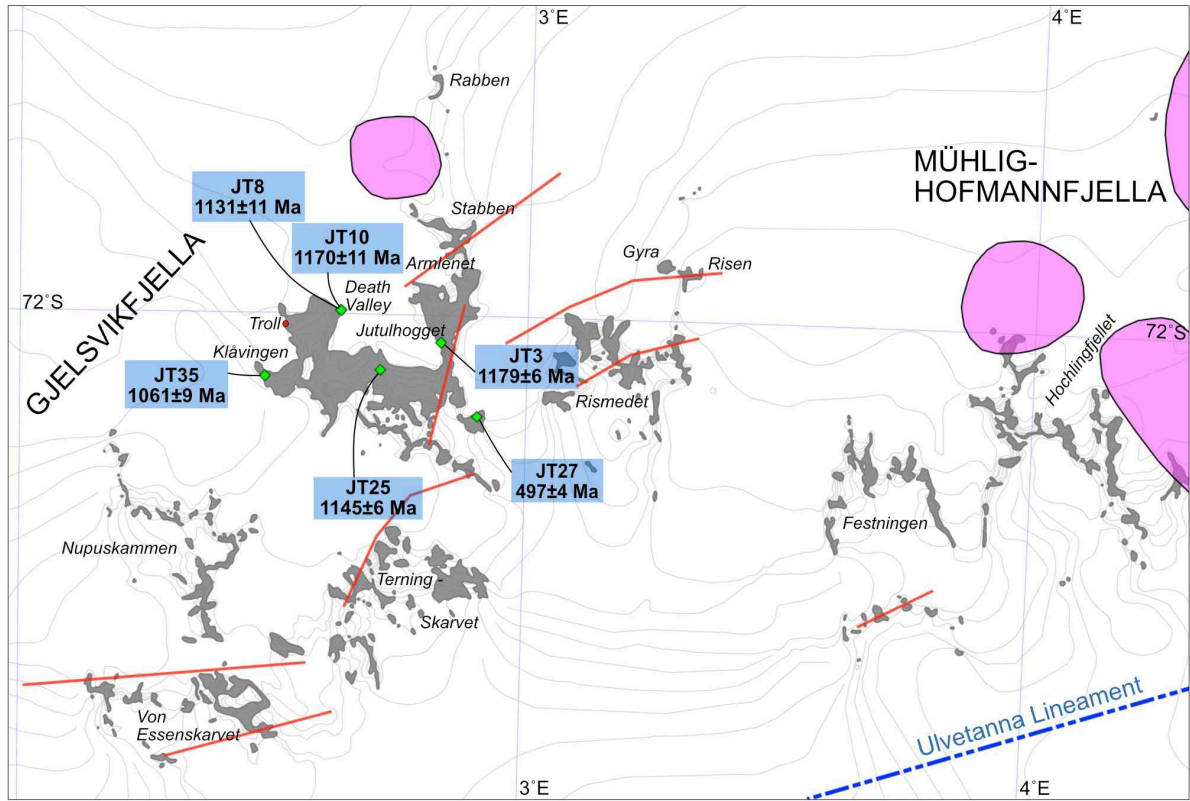 3°E
4°E
Rabben
MÜHLIG-
HOFMANNFJELLA
JT8
1131±11 Ma
Stabben
JT10
1170±11 Ma
GJELSVIKFJELLA
Armlenet
Gyra
Risen
Death
Valley
72°S
Troll
Jutulhogget
72°S
Klåvingen
JT3
1179±6 Ma
JT35
1061±9 Ma
Hochlingfjellet
Rismedet
JT27
497±4 Ma
JT25
1145±6 Ma
Festningen
Nupuskammen
Terning -
Skarvet
Von
Essenskarvet
Ulvetanna Lineament
3°E
4°E